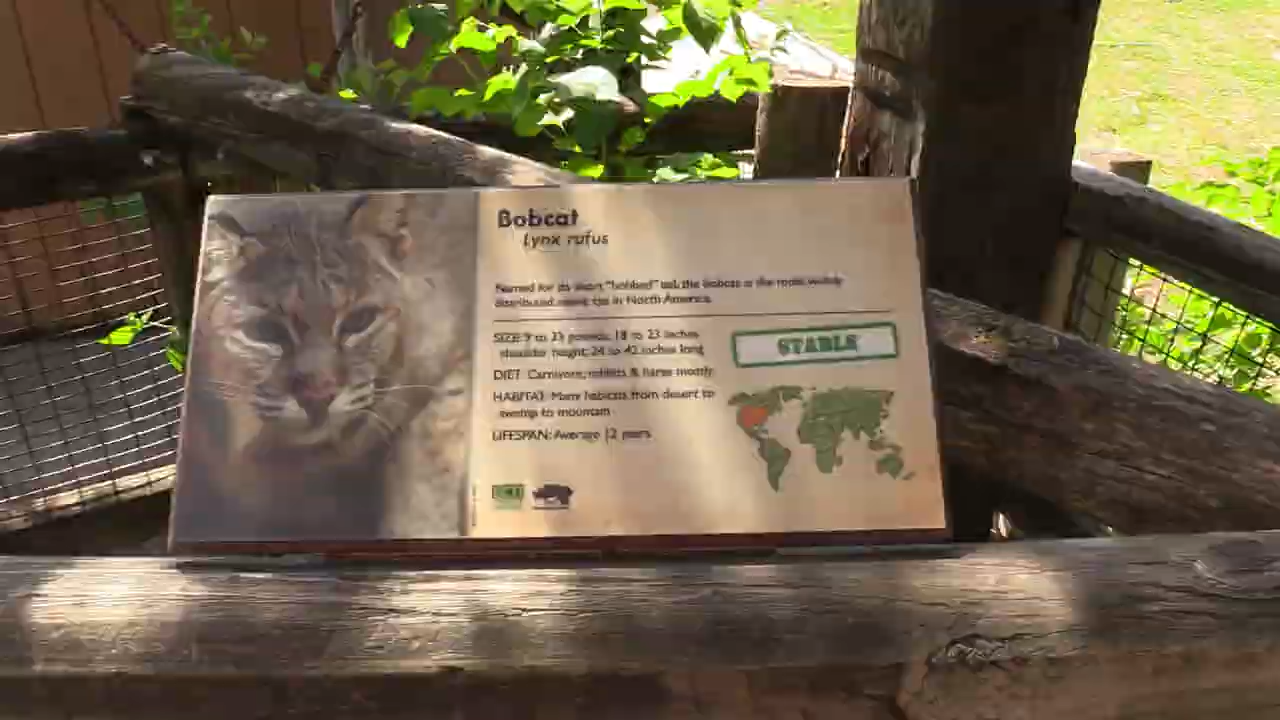 Bobcat
Lynx rufus
Named for its short, "bobbed" tail, the bobcat is the most widely
distributed native cat in North America.
SIZE: 9 to 33 pounds; 18 to 23 inches
shoulder height; 24 to 42 inches long
DIET: Carnivore; rabbits & hares mostly
HABITAT: Many habitats from desert to
swamp to mountain
LIFESPAN: Average 12 years
STABLE